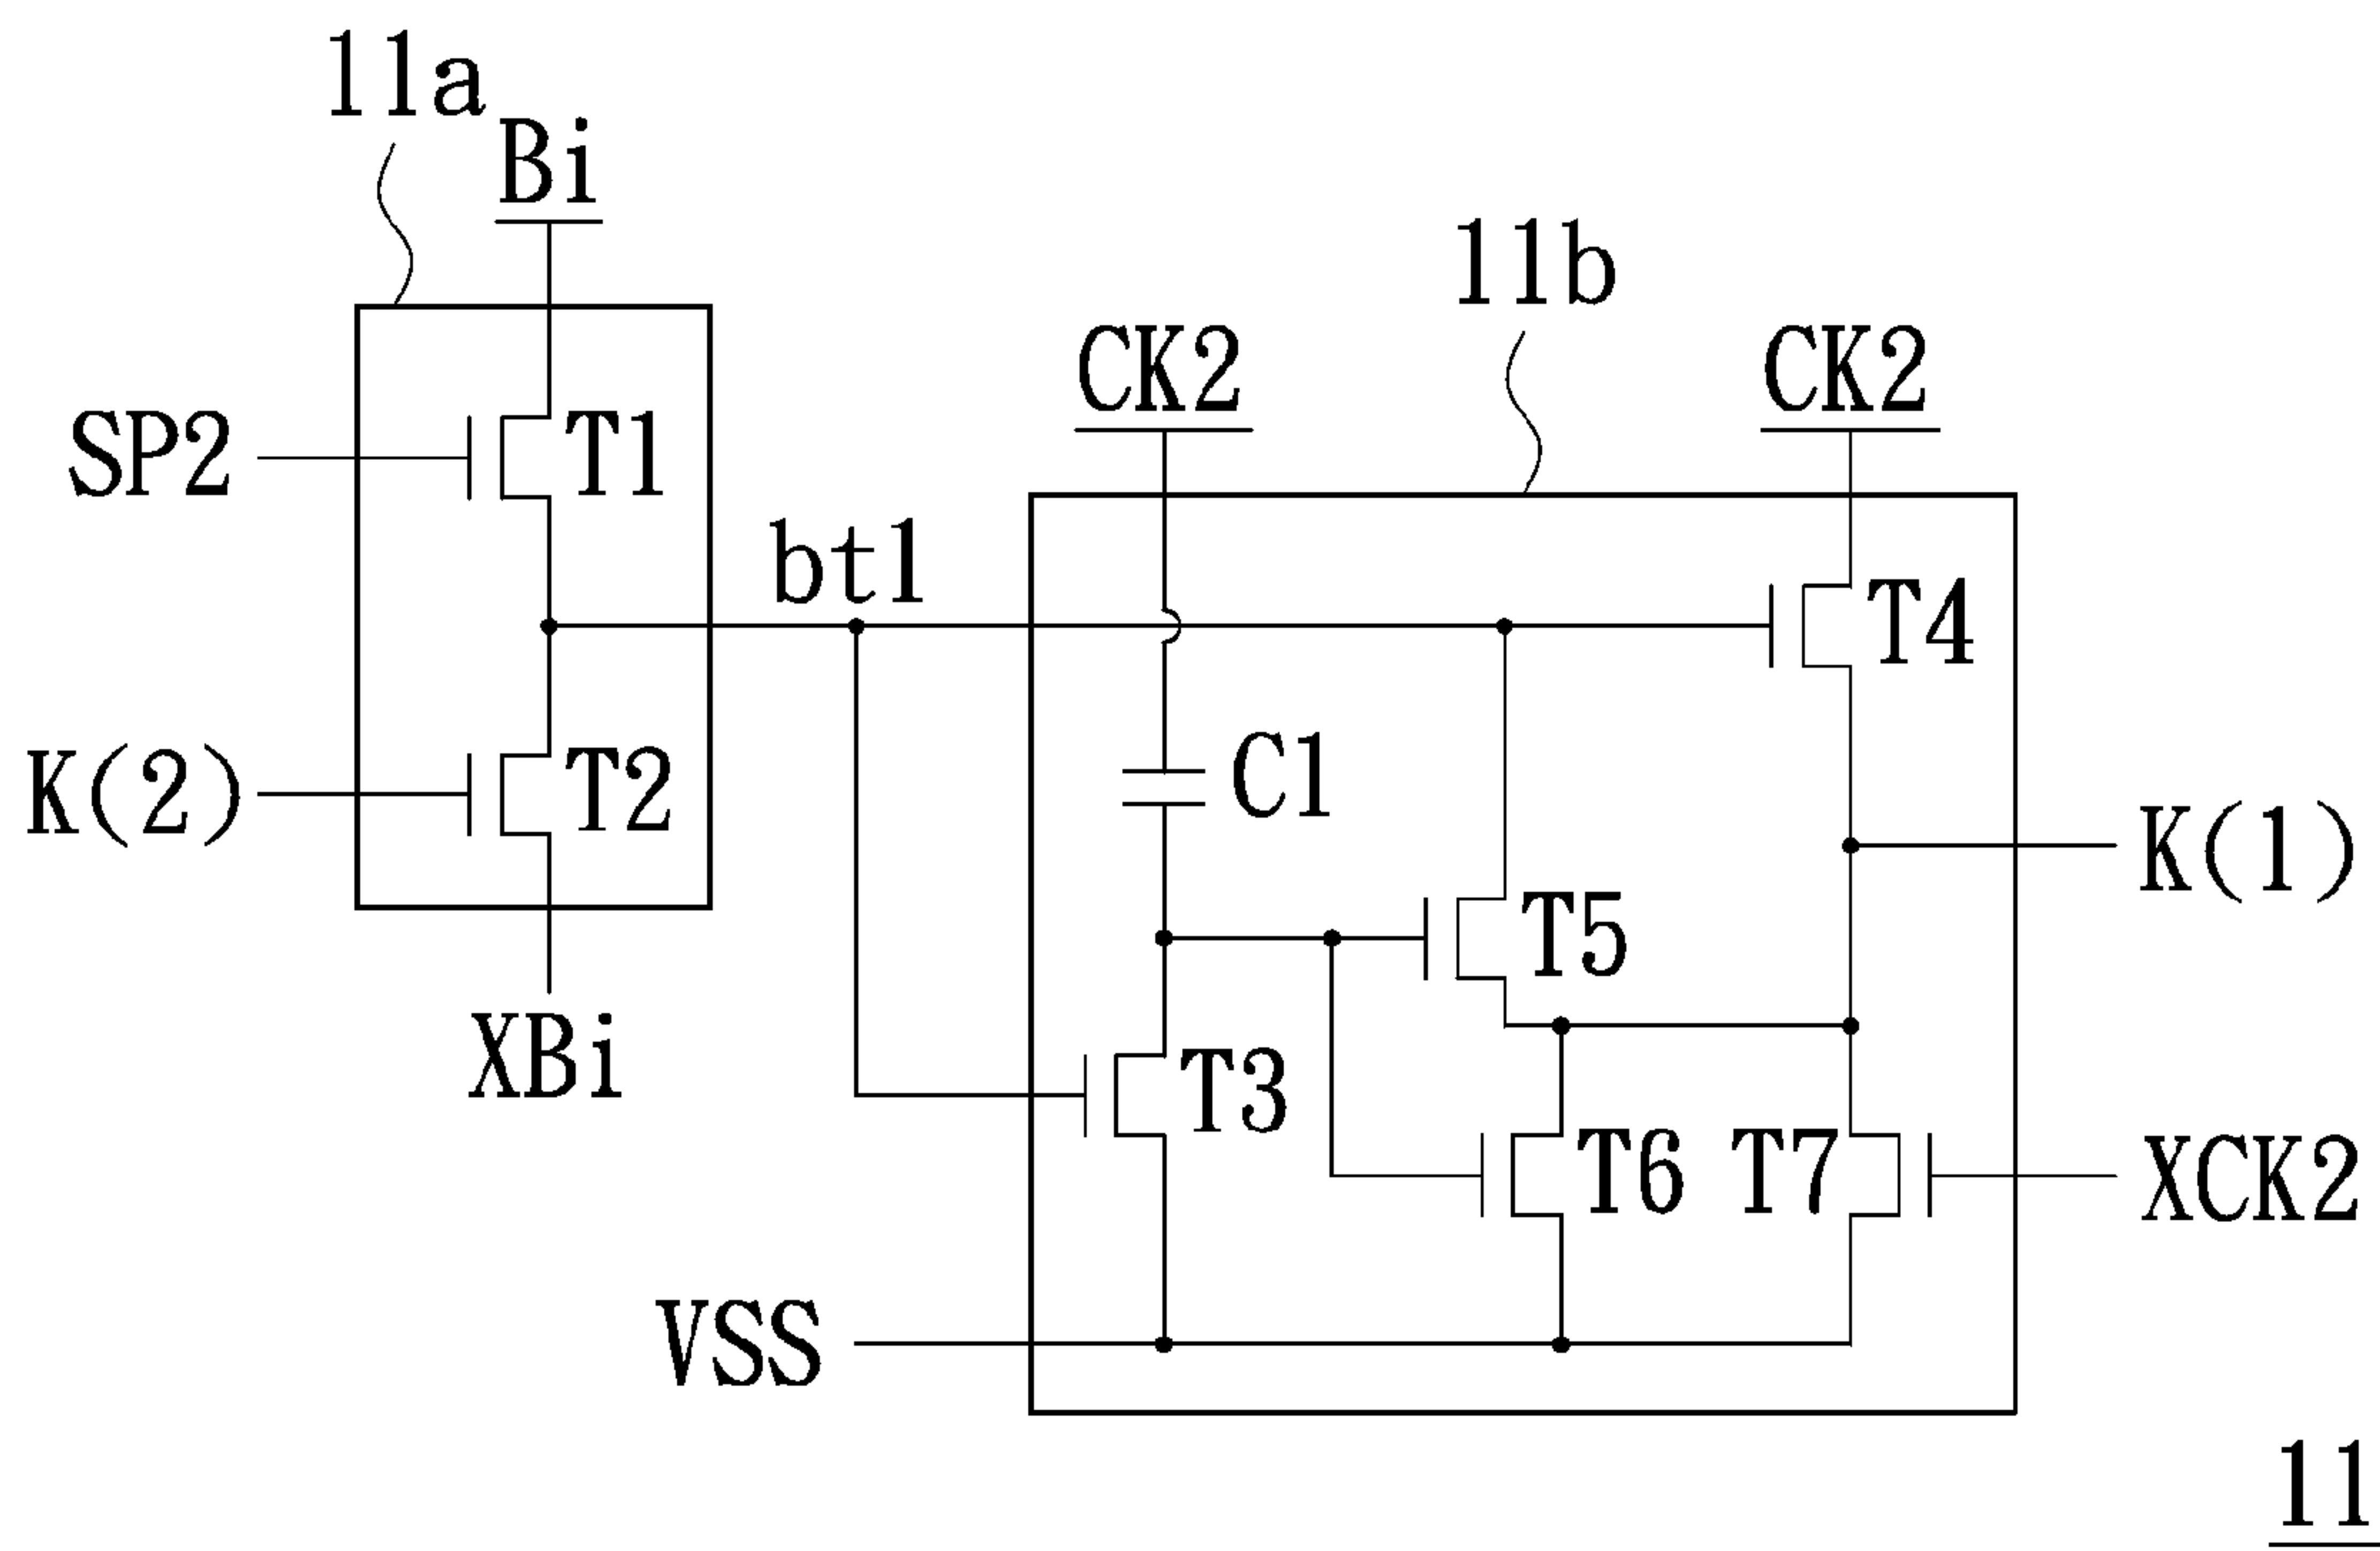 11a
Bi
11b
CK2
CK2
SP2
T1
bt1
T4
C1
K(2)
T2
K(1)
T5
XBi
T3
T6
T7
XCK2
VSS
11